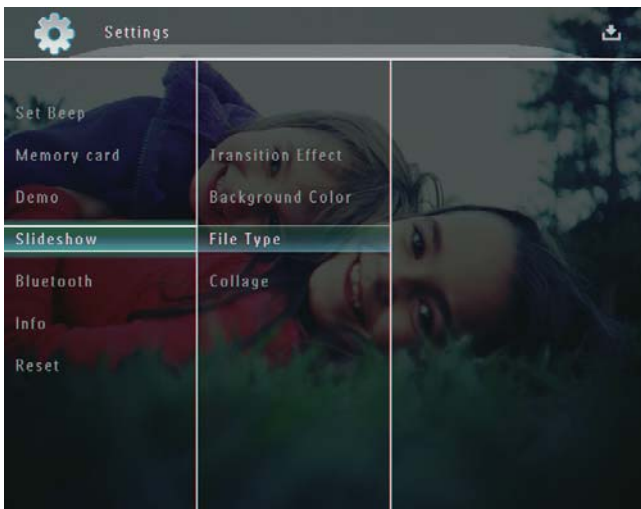 Settings
Set Beep
Memory card
Demo
Slideshow
Bluetooth
Info
Reset
Transition Effect
Background Color
File Type
Collage